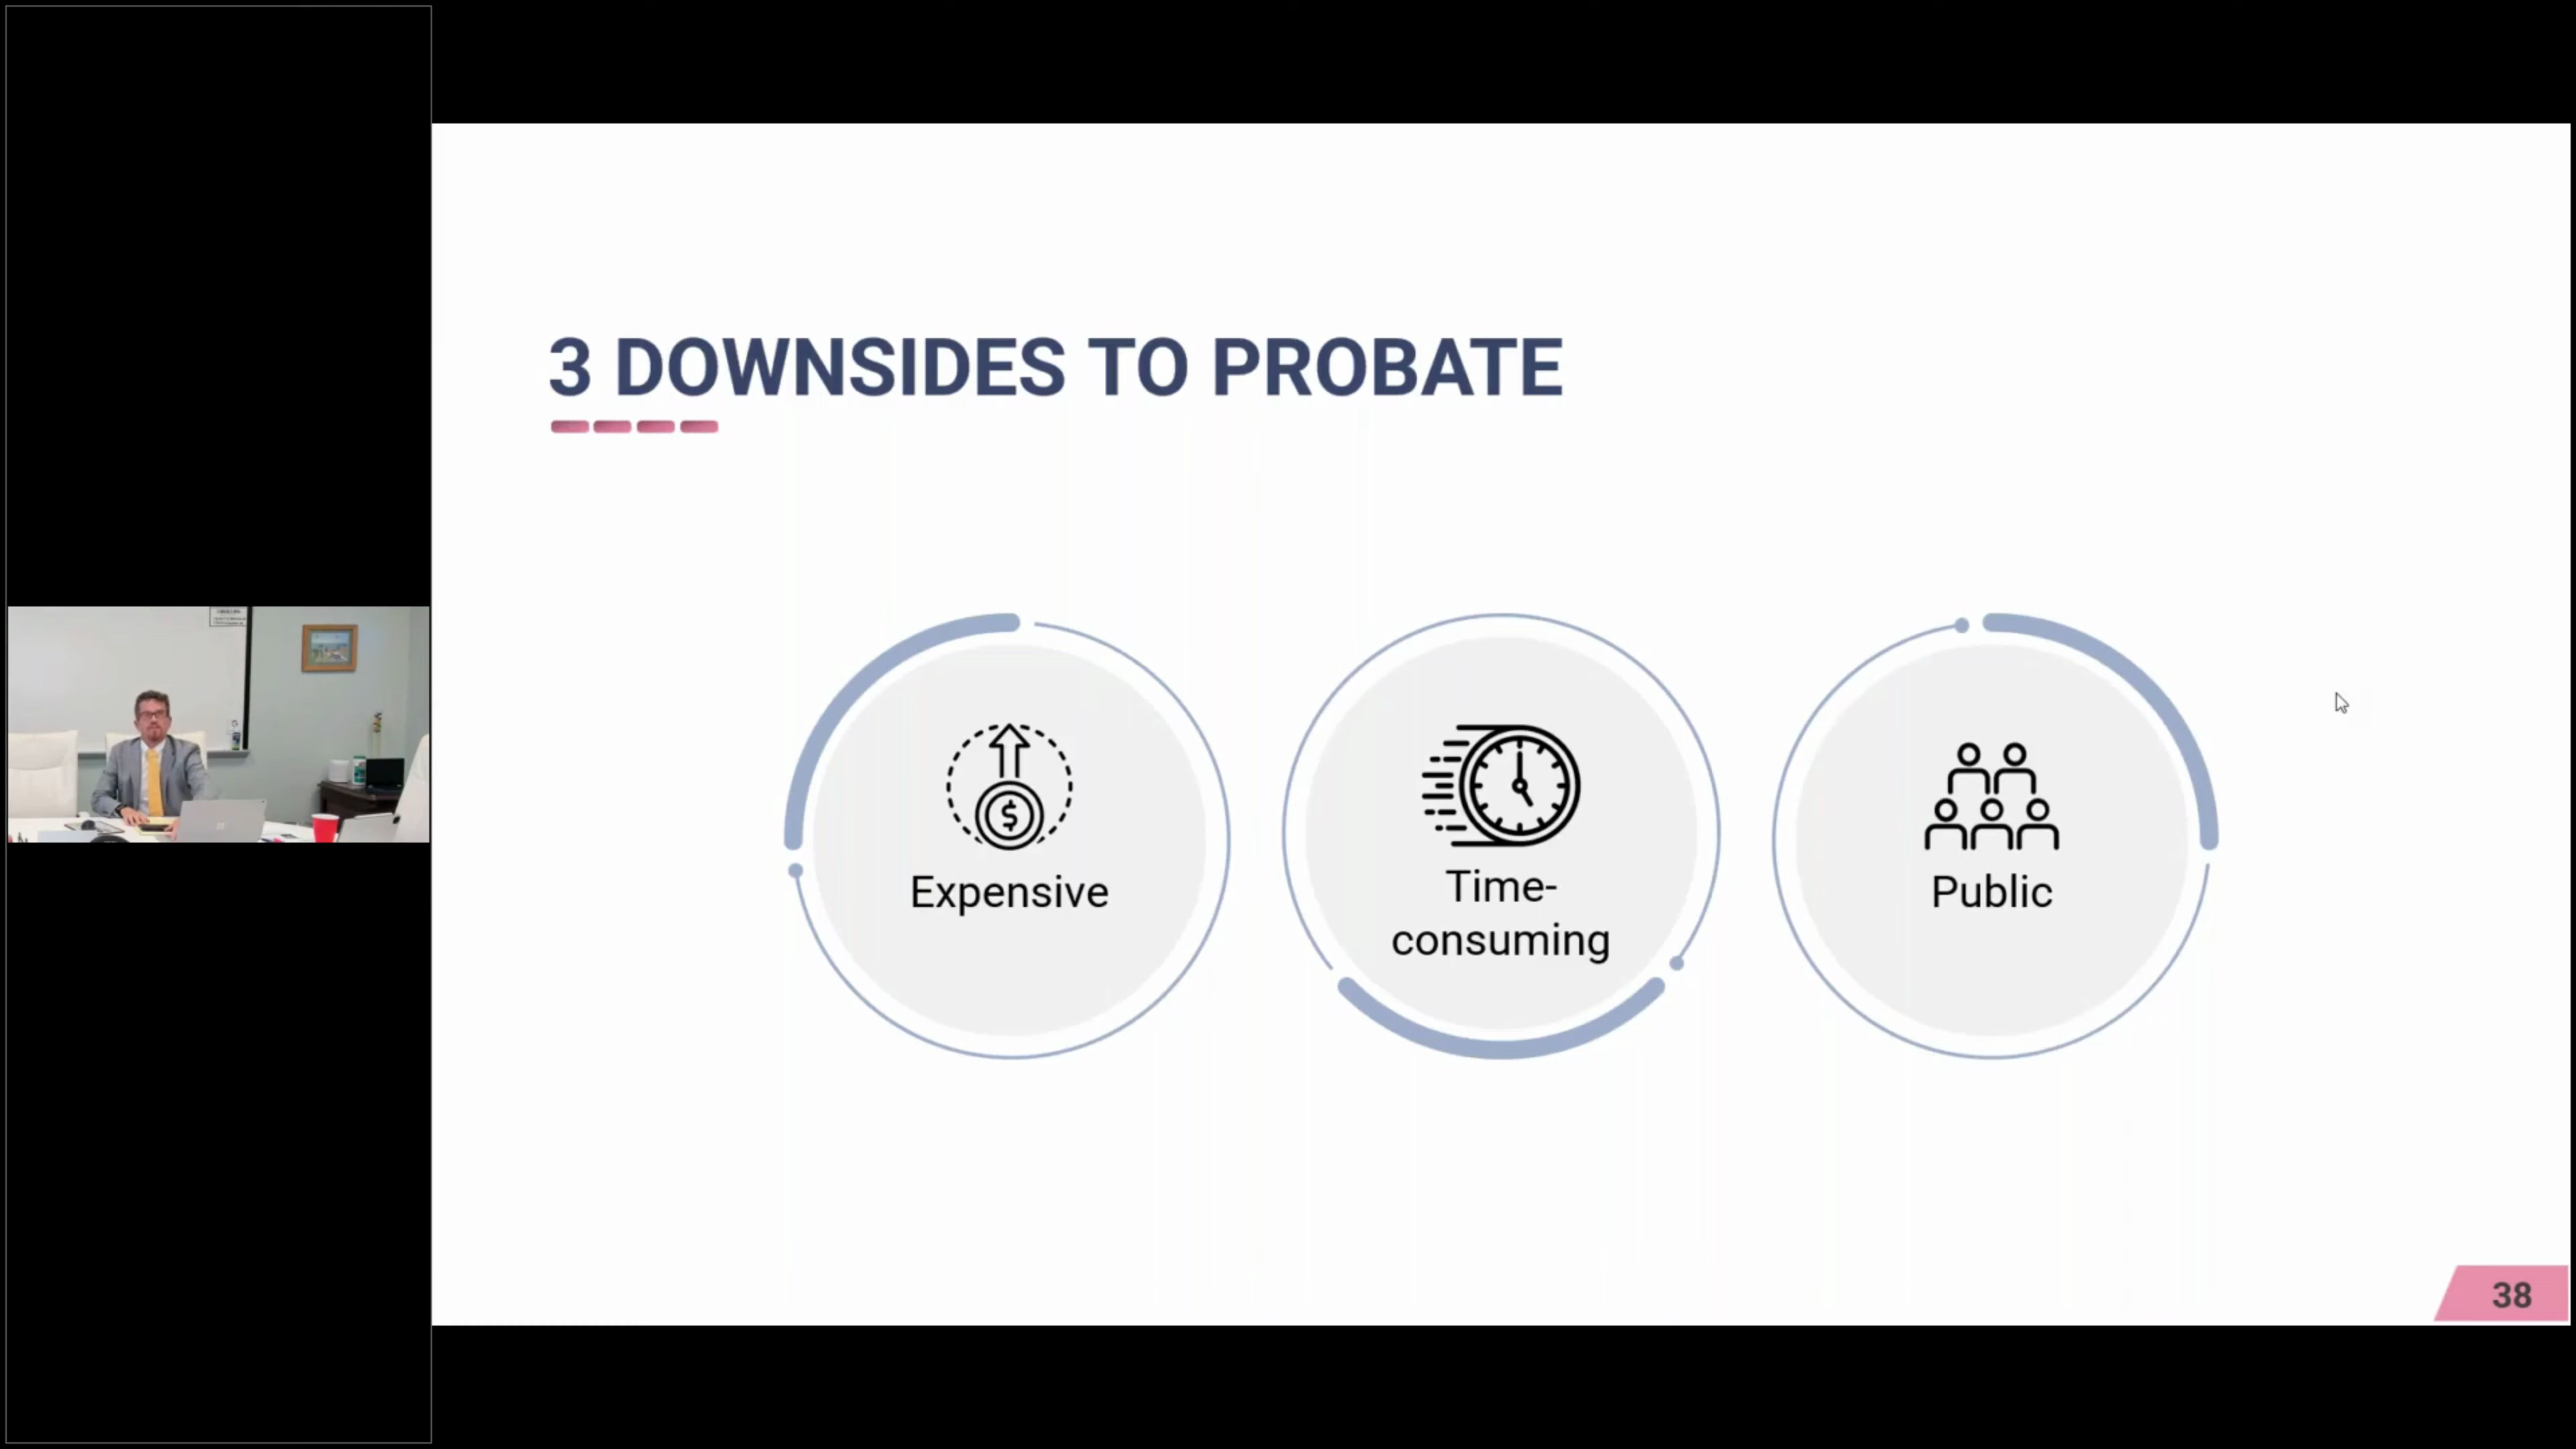 3 DOWNSIDES TO PROBATE
Expensive
Time-
consuming
Public
38